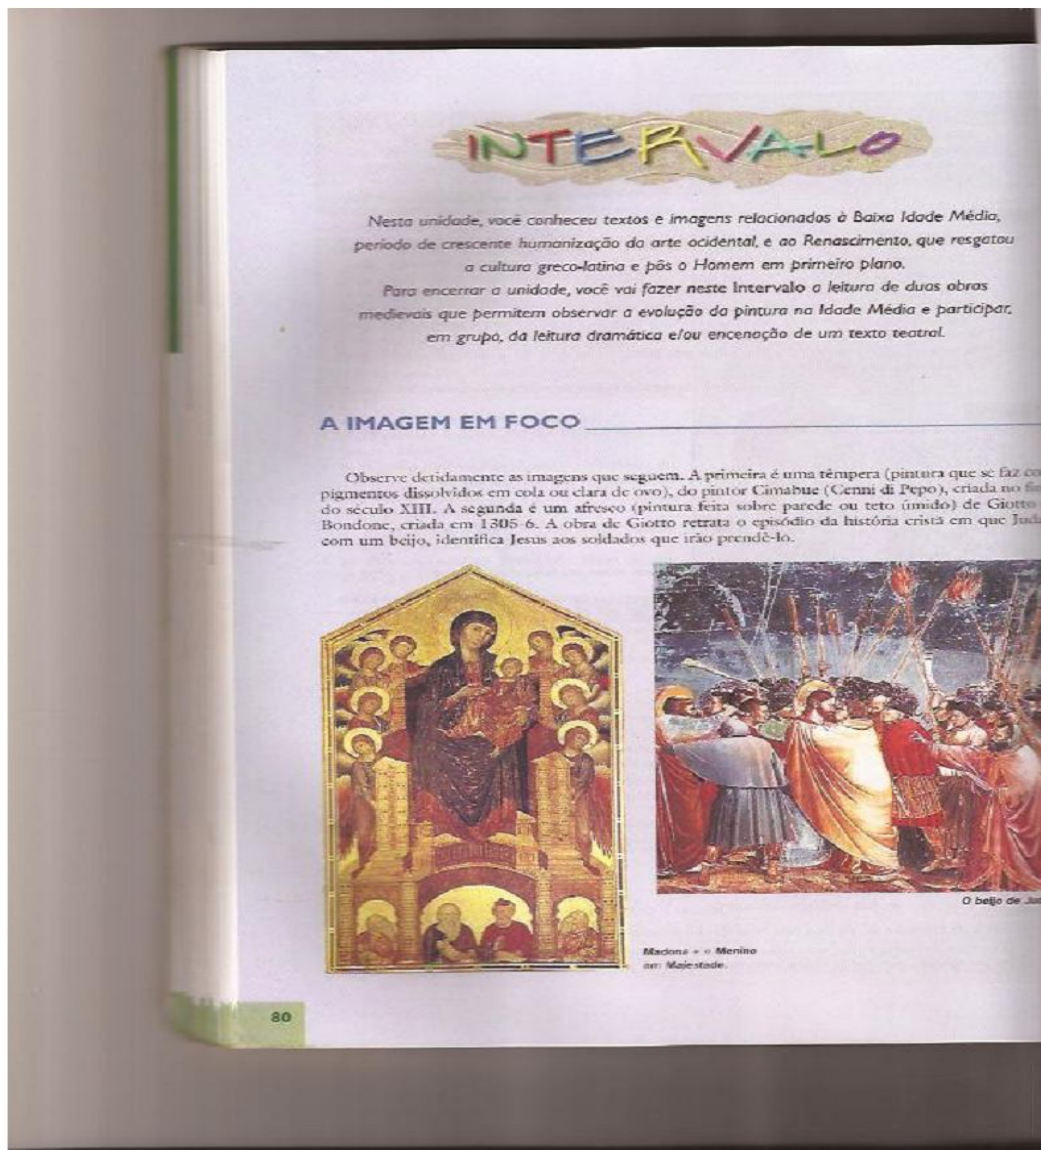 INTERVALO
Nesta unidade, você conheceu textos e imagens relacionados à Baixa Idade Média,
período de crescente humanização da arte ocidental, e ao Renascimento, que resgatou
a cultura greco-latina e pôs o Homem em primeiro plano.
Para encerrar a unidade, você vai fazer neste Intervalo a leitura de duas obras
medievais que permitem observar a evolução da pintura na Idade Média e participar,
em grupo, da leitura dramática e/ou encenação de um texto teatral.
A IMAGEM EM FOCO
Observe detidamente as imagens que seguem. A primeira é uma têmpera (pintura que se faz
pigmentos dissolvidos em cola ou clara de ovo), do pintor Cimabue (Cenni di Pepo), criada no
do século XIII. A segunda é um afresco (pintura feita sobre parede ou teto úmido) de Giotto
Bondone, criada em 1305-6. A obra de Giotto retrata o episódio da história cristã em que
com um beijo, identifica Jesus aos soldados que irão prendê-lo.
O beijo de
Madona e o Menino
em Majestade.
80